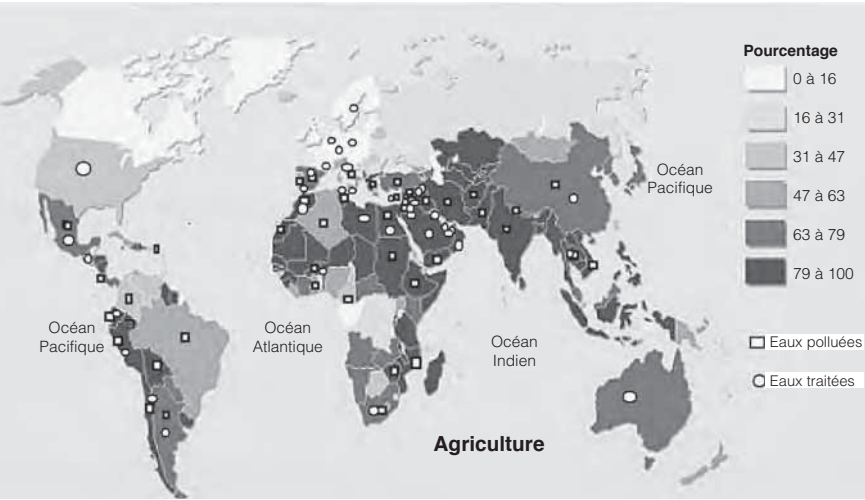 Pourcentage
0 à 16
16 à 31
31 à 47
47 à 63
63 à 79
79 à 100
Océan
Pacifique
Océan
Pacifique
Océan
Atlantique
Océan
Indien
Eaux polluées
Eaux traitées
Agriculture